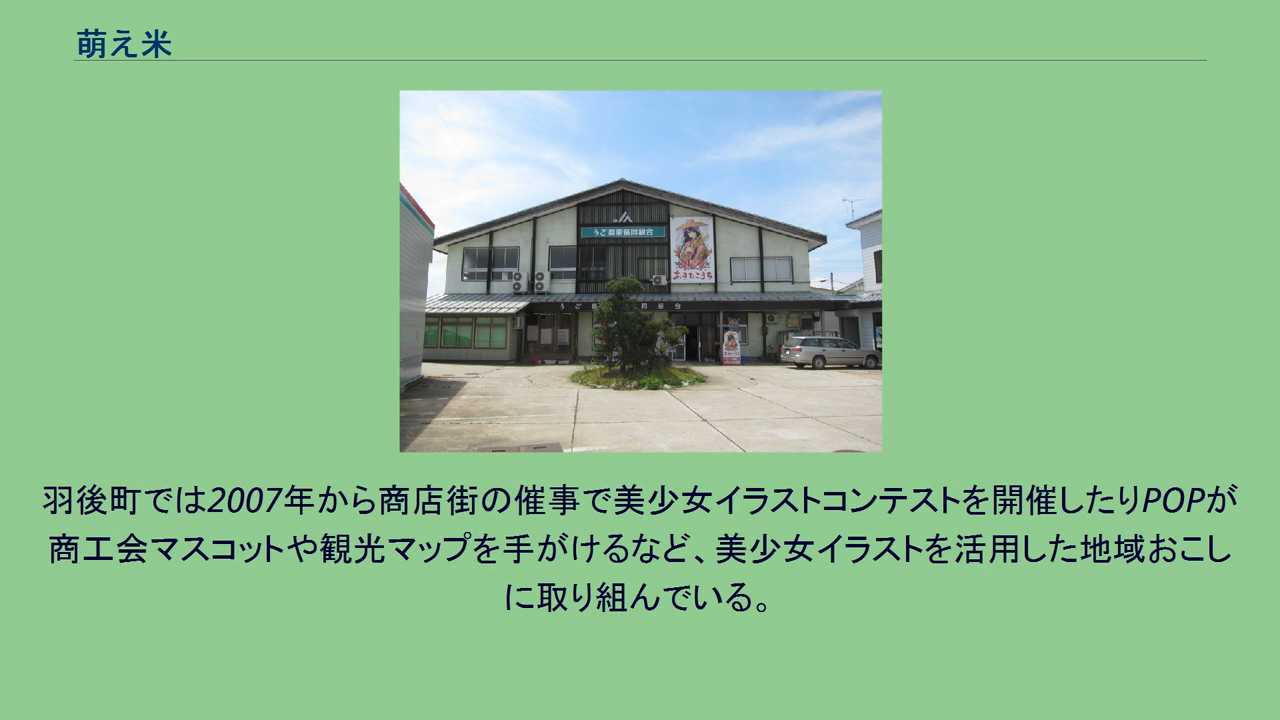 萌え米
JA
うご農業協同組合
あきたこまち
羽後町では2007年から商店街の催事で美少女イラストコンテストを開催したりPOPが
商工会マスコットや観光マップを手がけるなど、美少女イラストを活用した地域おこし
に取り組んでいる。